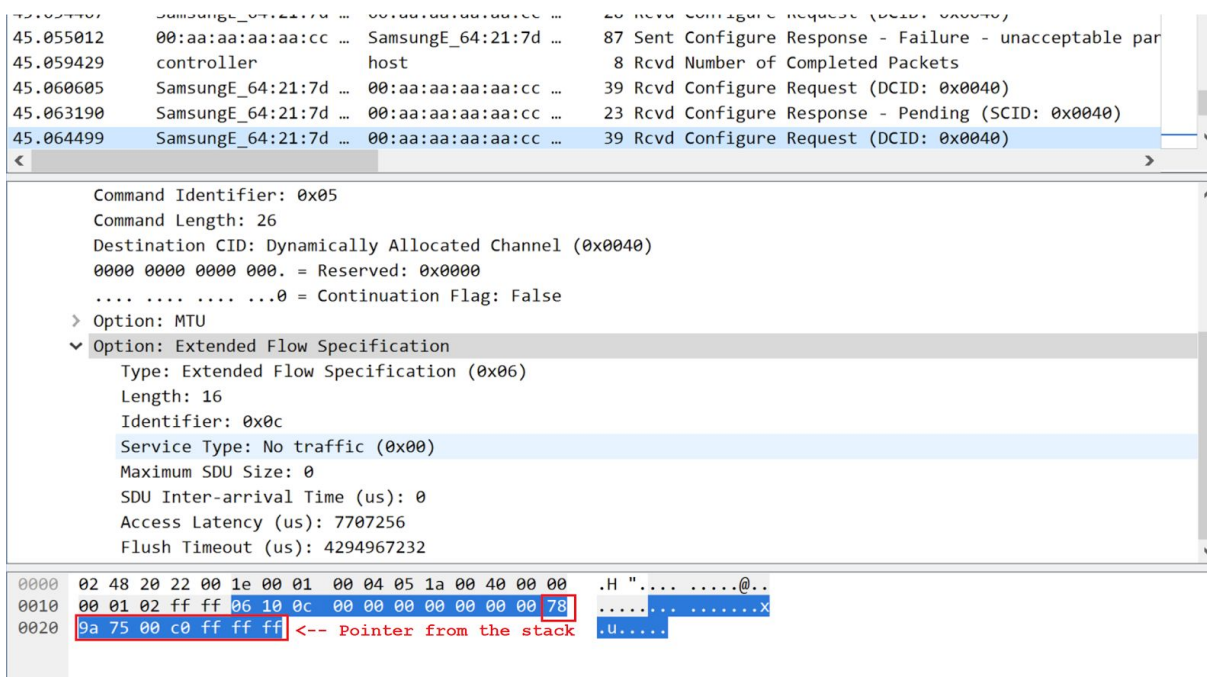 45.055012 00:aa:aa:aa:aa:cc … SamsungE_64:21:7d … 87 Sent Configure Response - Failure - unacceptable par
45.059429 controller host 8 Rcvd Number of Completed Packets
45.060605 SamsungE_64:21:7d … 00:aa:aa:aa:aa:cc … 39 Rcvd Configure Request (DCID: 0x0040)
45.063190 SamsungE_64:21:7d … 00:aa:aa:aa:aa:cc … 23 Rcvd Configure Response - Pending (SCID: 0x0040)
45.064499 SamsungE_64:21:7d … 00:aa:aa:aa:aa:cc … 39 Rcvd Configure Request (DCID: 0x0040)
Command Identifier: 0x05
Command Length: 26
Destination CID: Dynamically Allocated Channel (0x0040)
0000 0000 0000 000. = Reserved: 0x0000
.... .... .... ...0 = Continuation Flag: False
Option: MTU
Option: Extended Flow Specification
Type: Extended Flow Specification (0x06)
Length: 16
Identifier: 0x0c
Service Type: No traffic (0x00)
Maximum SDU Size: 0
SDU Inter-arrival Time (us): 0
Access Latency (us): 7707256
Flush Timeout (us): 4294967232
0000 02 48 20 22 00 1e 00 01 00 04 05 1a 00 40 00 00 .H ".... .....@..
0010 00 01 02 ff ff 06 10 0c 00 00 00 00 00 00 00 78 ........ .......x
0020 9a 75 00 c0 ff ff ff <-- Pointer from the stack .u.....